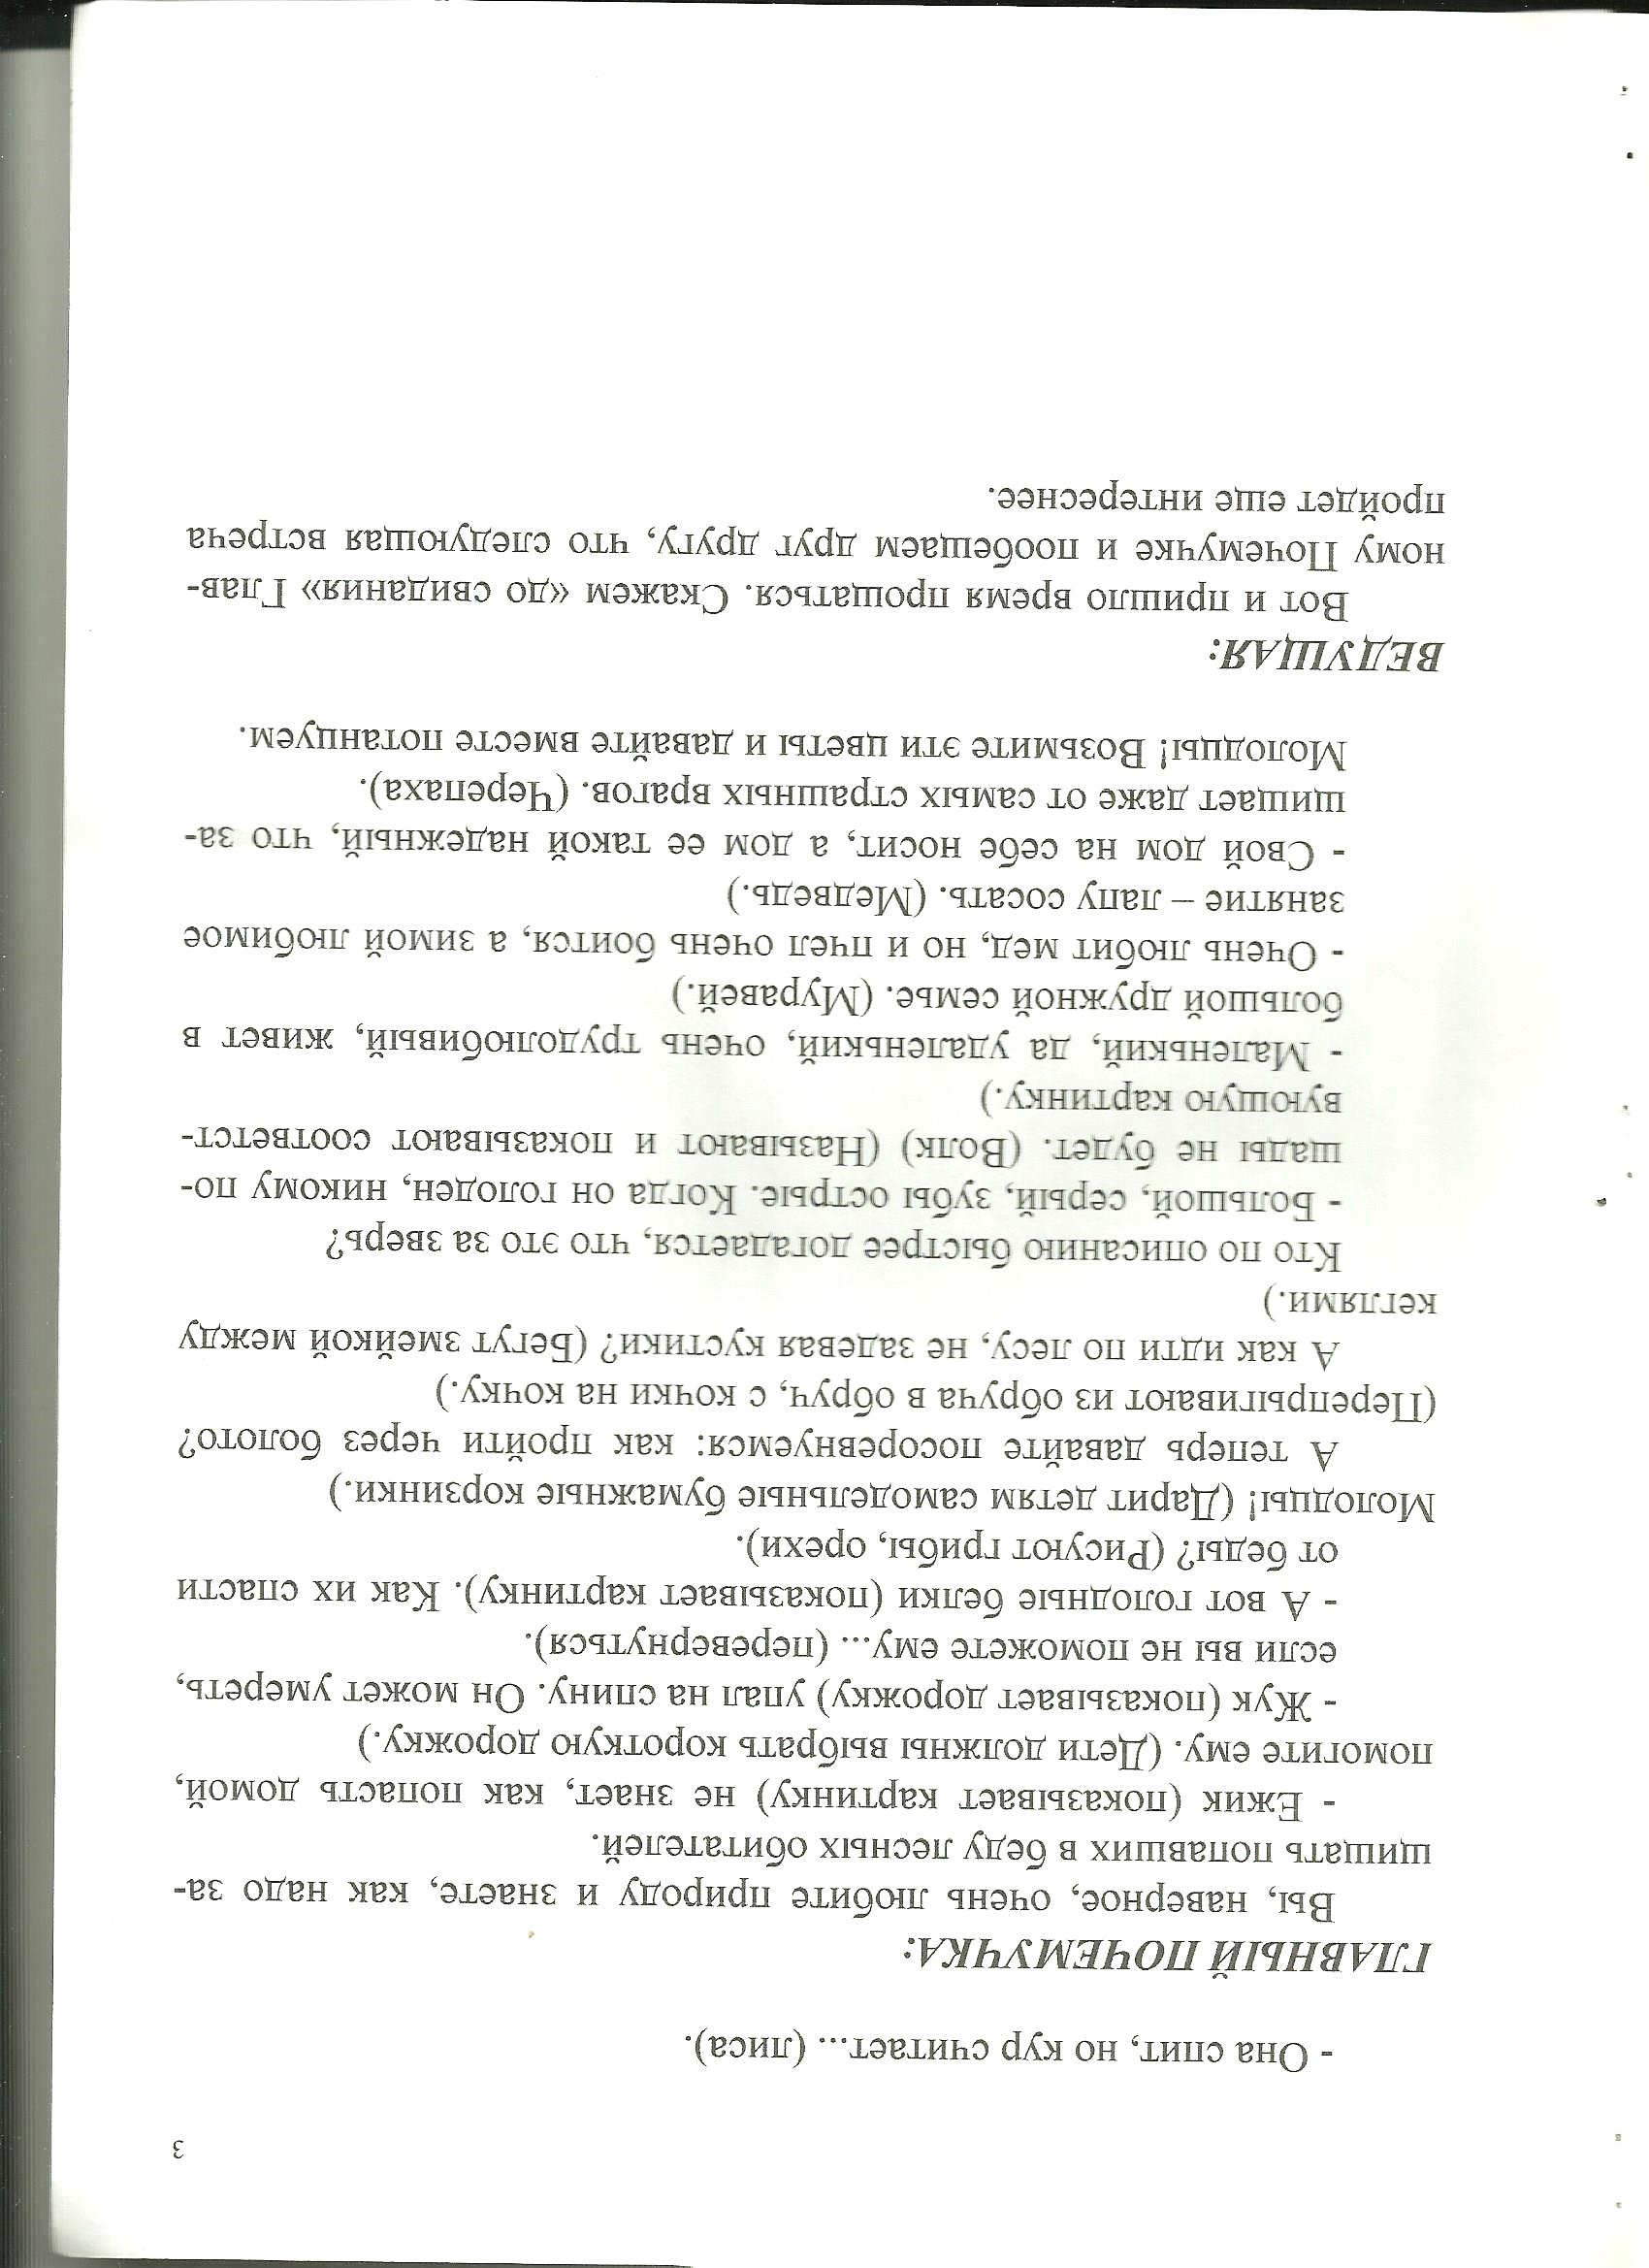 3
- Она спит, но кур считает... (лиса).
ГЛАВНЫЙ ПОЧЕМУЧКА:
Вы, наверное, очень любите природу и знаете, как надо за-
щищать попавших в беду лесных обитателей.
- Ежик (показывает картинку) не знает, как попасть домой,
помогите ему. (Дети должны выбрать короткую дорожку.)
- Жук (показывает дорожку) упал на спину. Он может умереть,
если вы не поможете ему... (перевернуться).
- А вот голодные белки (показывает картинку). Как их спасти
от беды? (Рисуют грибы, орехи).
Молодцы! (Дарит детям самодельные бумажные корзинки.)
А теперь давайте посоревнуемся: как пройти через болото?
(Перепрыгивают из обруча в обруч, с кочки на кочку.)
А как идти по лесу, не задевая кустики? (Бегут змейкой между
кеглями.)
Кто по описанию быстрее догадается, что это за зверь?
- Большой, серый, зубы острые. Когда он голоден, никому по-
щады не будет. (Волк) (Называют и показывают соответст-
вующую картинку.)
- Маленький, да удаленький, очень трудолюбивый, живет в
большой дружной семье. (Муравей.)
- Очень любит мед, но и пчел очень боится, а зимой любимое
занятие – лапу сосать. (Медведь.)
- Свой дом на себе носит, а дом ее такой надежный, что за-
щищает даже от самых страшных врагов. (Черепаха).
Молодцы! Возьмите эти цветы и давайте вместе потанцуем.
ВЕДУЩАЯ:
Вот и пришло время прощаться. Скажем «до свидания» Глав-
ному Почемучке и пообещаем друг другу, что следующая встреча
пройдет еще интереснее.